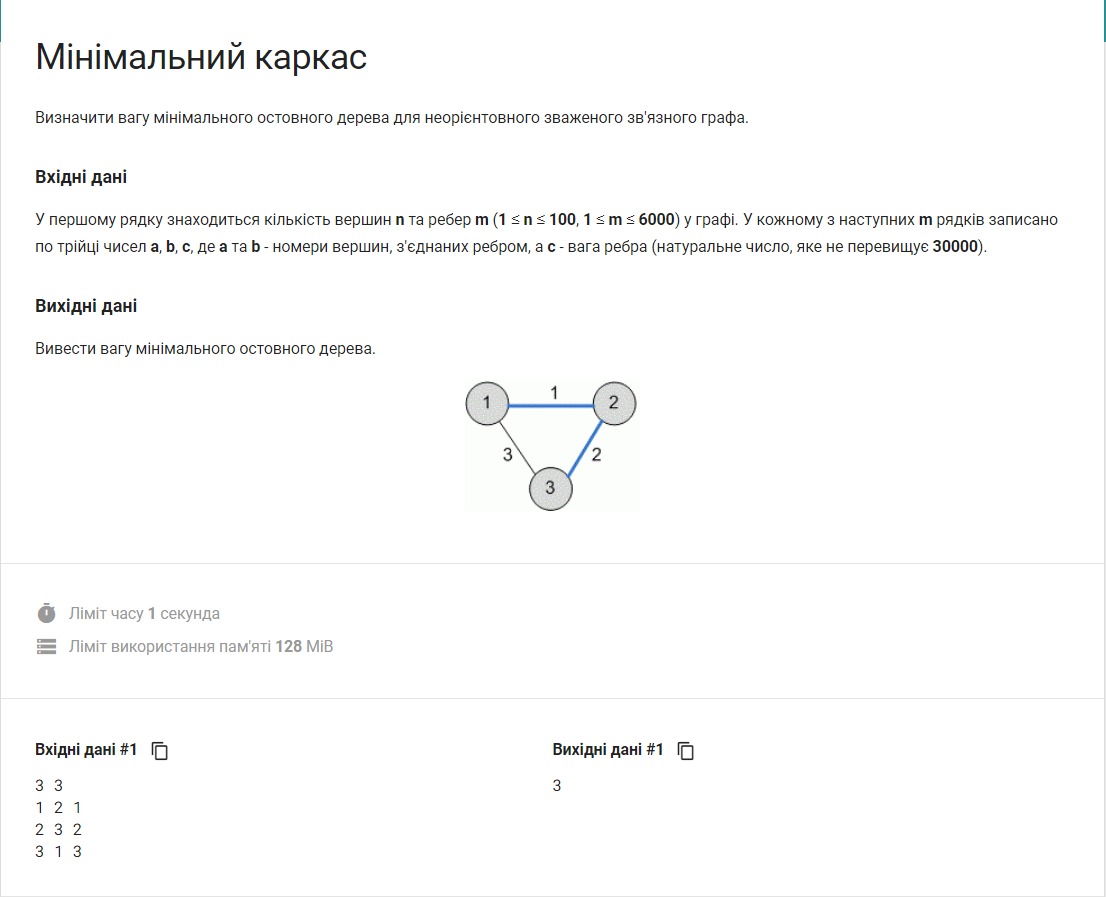 Мінімальний каркас
Визначити вагу мінімального остовного дерева для неорієнтовного зваженого зв'язного графа.
Вхідні дані
У першому рядку знаходиться кількість вершин n та ребер m (1 ≤ n ≤ 100, 1 ≤ m ≤ 6000) у графі. У кожному з наступних m рядків записано
по трійці чисел a, b, c, де a та b - номери вершин, з'єднаних ребром, а c - вага ребра (натуральне число, яке не перевищує 30000).
Вихідні дані
Вивести вагу мінімального остовного дерева.
1 1 2
3 2
3
Ліміт часу 1 секунда
Ліміт використання пам'яті 128 MiB
Вхідні дані #1
3 3
1 2 1
2 3 2
3 1 3
Вихідні дані #1
3